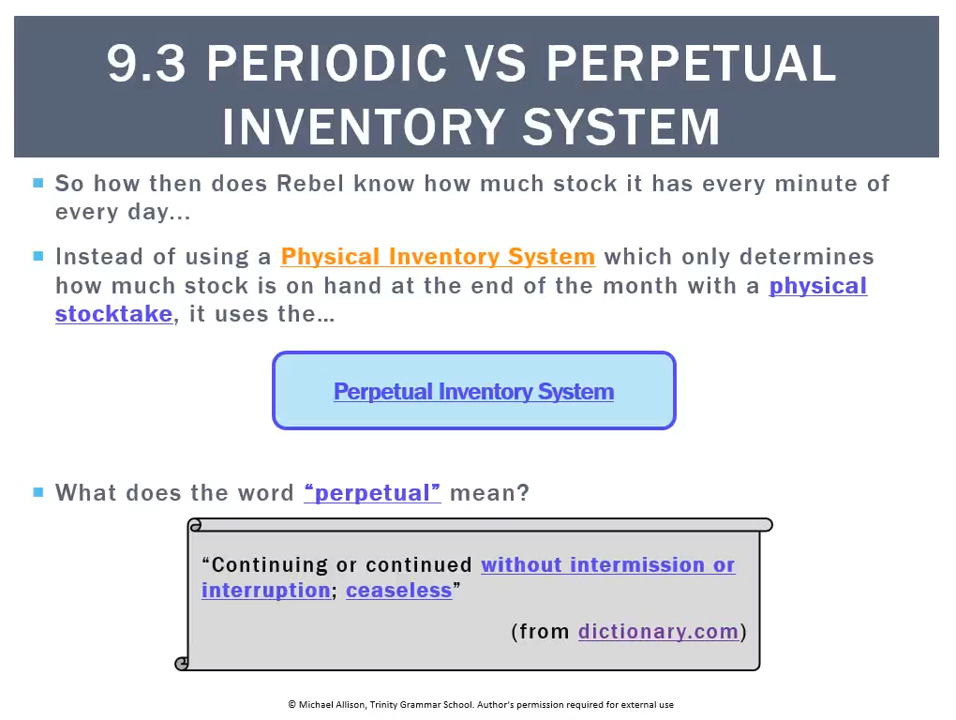 9.3 PERIODIC VS PERPETUAL
INVENTORY SYSTEM
So how then does Rebel know how much stock it has every minute of
every day...
Instead of using a Physical Inventory System which only determines
how much stock is on hand at the end of the month with a physical
stocktake, it uses the…
Perpetual Inventory System
What does the word “perpetual” mean?
“Continuing or continued without intermission or
interruption; ceaseless”
(from dictionary.com)
© Michael Allison, Trinity Grammar School. Author's permission required for external use